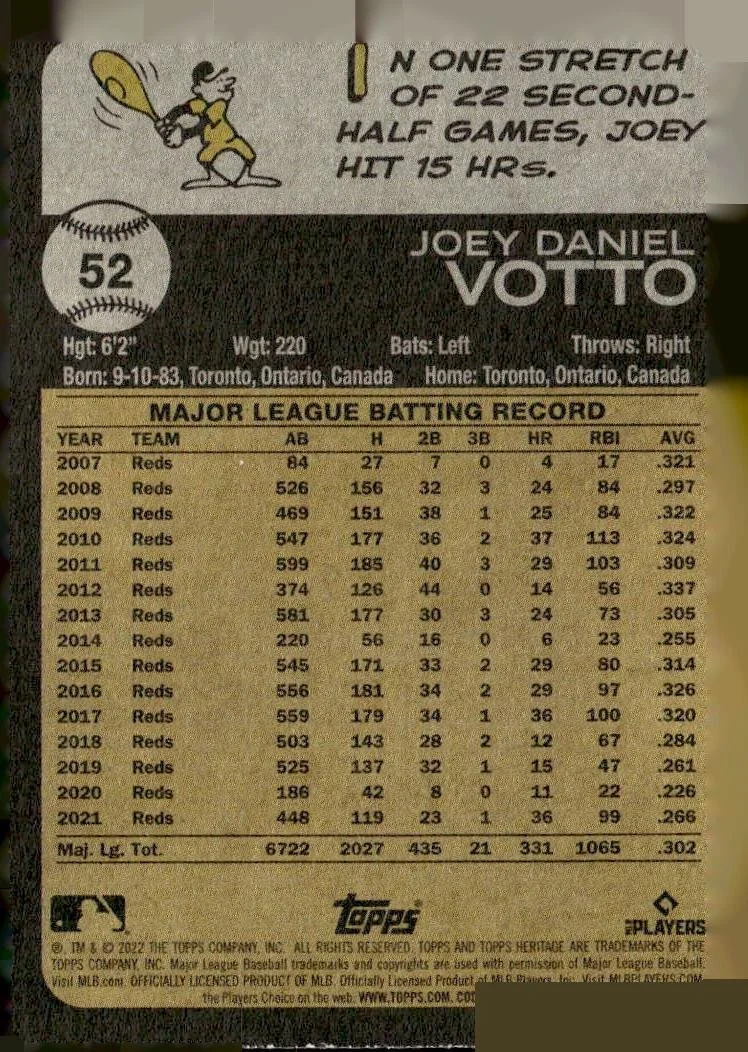 IN ONE STRETCH
OF 22 SECOND-
HALF GAMES, JOEY
HIT 15 HRs.
52
JOEY DANIEL
VOTTO
Hgt: 6'2" Wgt: 220 Bats: Left Throws: Right
Born: 9-10-83, Toronto, Ontario, Canada Home: Toronto, Ontario, Canada
MAJOR LEAGUE BATTING RECORD
YEAR TEAM AB H 2B 3B HR RBI AVG
2007 Reds 84 27 7 0 4 17 .321
2008 Reds 526 156 32 3 24 84 .297
2009 Reds 469 151 38 1 25 84 .322
2010 Reds 547 177 36 2 37 113 .324
2011 Reds 599 185 40 3 29 103 .309
2012 Reds 374 126 44 0 14 56 .337
2013 Reds 581 177 30 3 24 73 .305
2014 Reds 220 56 16 0 6 23 .255
2015 Reds 545 171 33 2 29 80 .314
2016 Reds 556 181 34 2 29 97 .326
2017 Reds 559 179 34 1 36 100 .320
2018 Reds 503 143 28 2 12 67 .284
2019 Reds 525 137 32 1 15 47 .261
2020 Reds 186 42 8 0 11 22 .226
2021 Reds 448 119 23 1 36 99 .266
Maj. Lg. Tot. 6722 2027 435 21 331 1065 .302
Topps
MLB PLAYERS
®, TM & © 2022 THE TOPPS COMPANY, INC. ALL RIGHTS RESERVED. TOPPS AND TOPPS HERITAGE ARE TRADEMARKS OF THE
TOPPS COMPANY, INC. Major League Baseball trademarks and copyrights are used with permission of Major League Baseball.
Visit MLB.com. OFFICIALLY LICENSED PRODUCT OF MLB. Officially Licensed Product of MLB Players, Inc. Visit MLBPLAYERS.COM
the Players Choice on the web. WWW.TOPPS.COM.